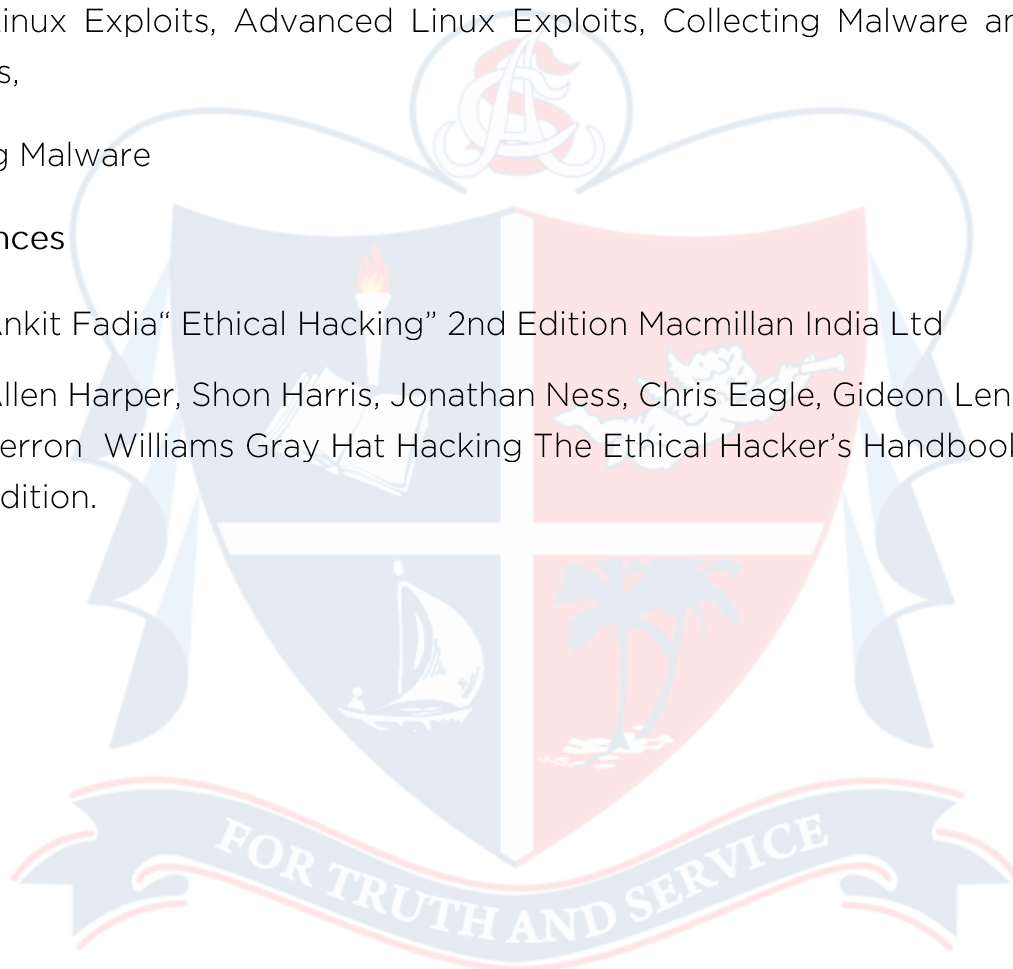 inux Exploits, Advanced Linux Exploits, Collecting Malware ar
s,
g Malware
nces
Ankit Fadia“ Ethical Hacking” 2nd Edition Macmillan India Ltd
Allen Harper, Shon Harris, Jonathan Ness, Chris Eagle, Gideon Len
erron Williams Gray Hat Hacking The Ethical Hacker’s Handbook
dition.
FOR TRUTH AND SERVICE